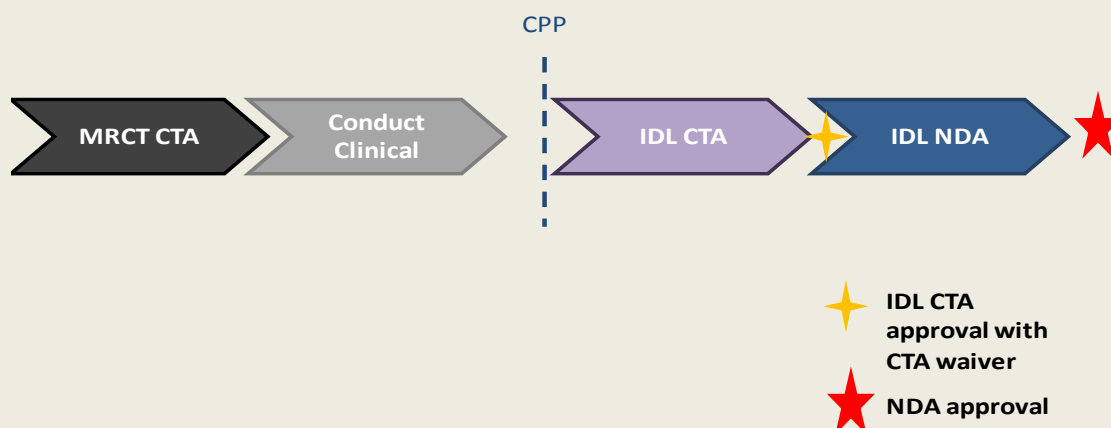 CPP
MRCT CTA
Conduct
Clinical
IDL CTA
IDL NDA
IDL CTA
approval with
CTA waiver
NDA approval